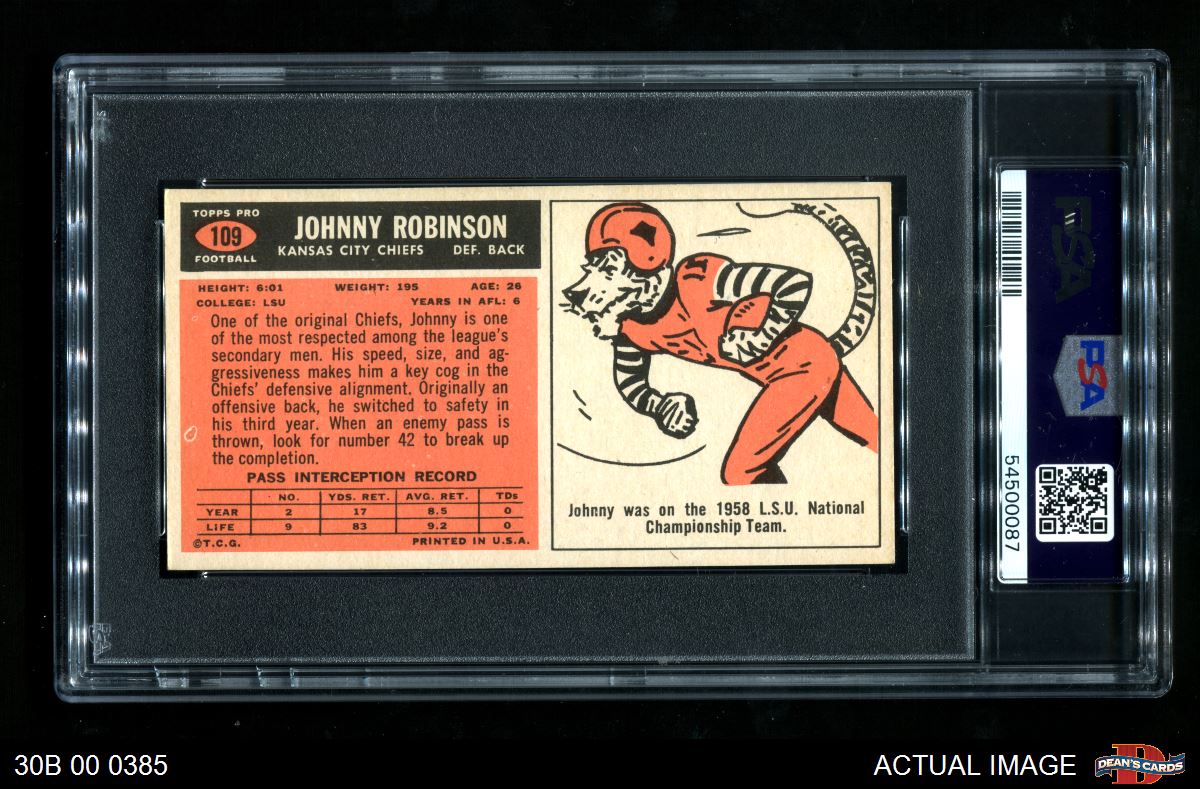 TOPPS PRO
109
FOOTBALL
JOHNNY ROBINSON
KANSAS CITY CHIEFS DEF. BACK
HEIGHT: 6:01 WEIGHT: 195 AGE: 26
COLLEGE: LSU YEARS IN AFL: 6
One of the original Chiefs, Johnny is one
of the most respected among the league's
secondary men. His speed, size, and ag-
gressiveness makes him a key cog in the
Chiefs' defensive alignment. Originally an
offensive back, he switched to safety in
his third year. When an enemy pass is
thrown, look for number 42 to break up
the completion.
PASS INTERCEPTION RECORD
NO. YDS. RET. AVG. RET. TDs
YEAR 2 17 8.5 0
LIFE 9 83 9.2 0
©T.C.G. PRINTED IN U.S.A.
Johnny was on the 1958 L.S.U. National
Championship Team.
PSA
PSA
54500087
PSA
30B 00 0385
ACTUAL IMAGE
DEAN'S CARDS